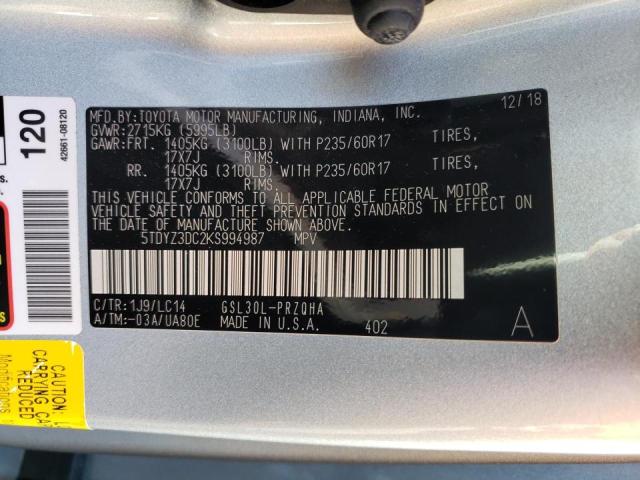 MFD.BY:TOYOTA MOTOR MANUFACTURING, INDIANA, INC. 12/18
GVWR:2715KG (5995LB)
GAWR:FRT. 1405KG (3100LB) WITH P235/60R17 TIRES,
17X7J RIMS.
RR. 1405KG (3100LB) WITH P235/60R17 TIRES,
17X7J RIMS.
THIS VEHICLE CONFORMS TO ALL APPLICABLE FEDERAL MOTOR
VEHICLE SAFETY AND THEFT PREVENTION STANDARDS IN EFFECT ON
THE DATE OF MANUFACTURE SHOWN ABOVE.
5TDYZ3DC2KS994987 MPV
C/TR:1J9/LC14 GSL30L-PRZQHA
A/TM:-03A/UA80E MADE IN U.S.A. 402 A
120
42661-08120
s.
CAUTION:
CARRYING CA
REDUCED
Modifications